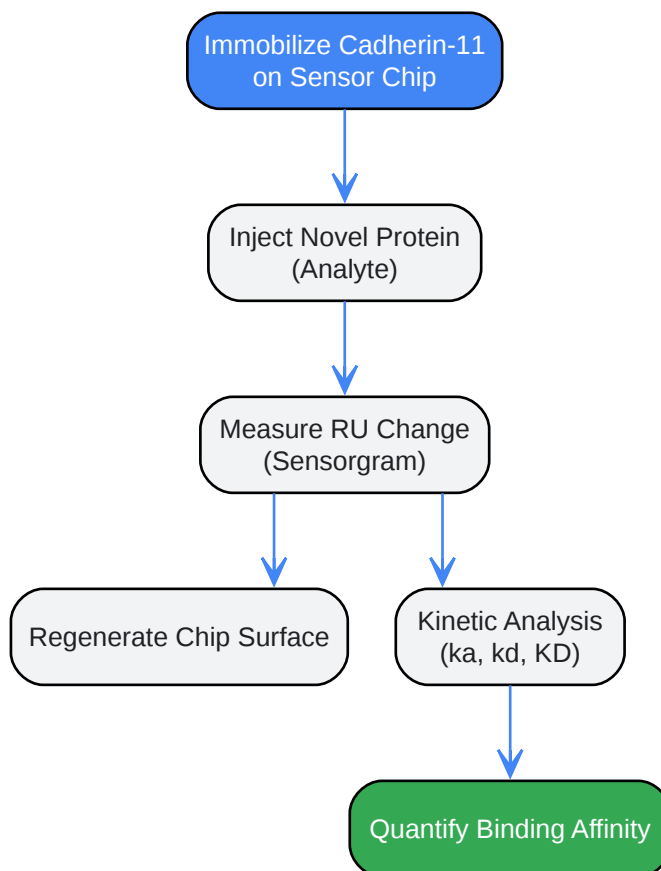 Immobilize Cadherin-11
on Sensor Chip
Inject Novel Protein
(Analyte)
Measure RU Change
(Sensorgram)
Regenerate Chip Surface
Kinetic Analysis
(ka, kd, KD)
Quantify Binding Affinity